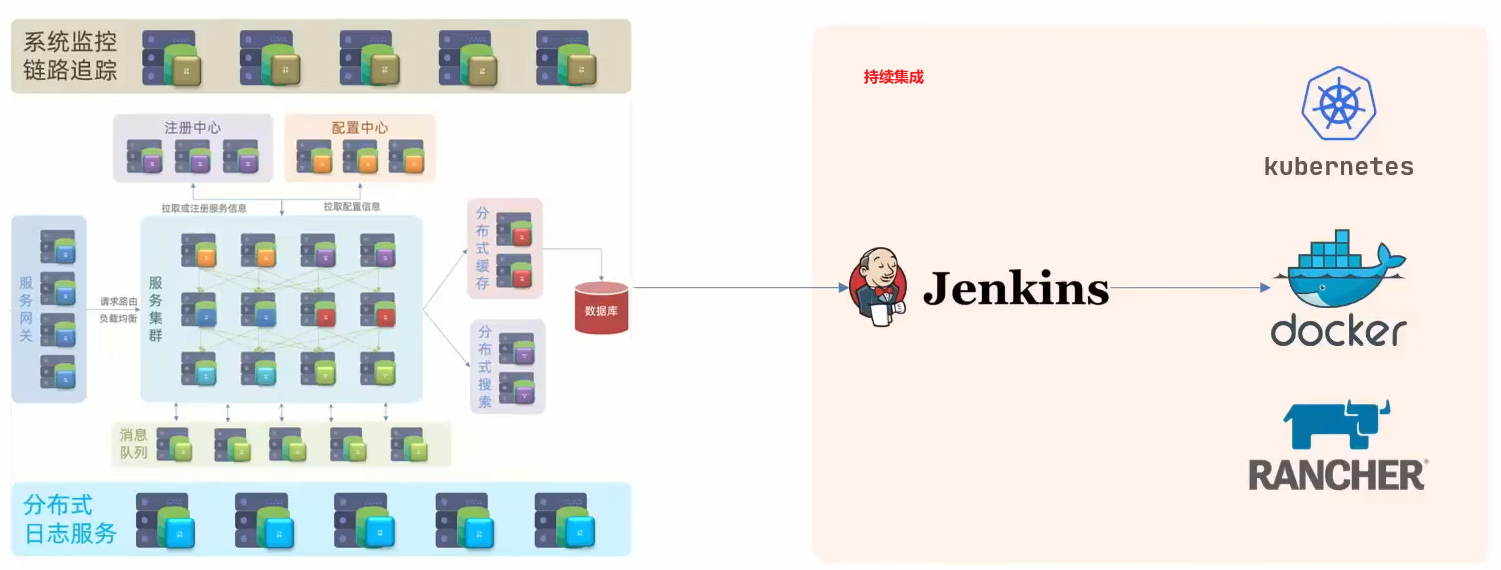 系统监控
链路追踪
注册中心
配置中心
拉取或注册服务信息
拉取配置信息
服务网关
请求路由
负载均衡
服务集群
分布式缓存
数据库
分布式搜索
消息
队列
分布式
日志服务
持续集成
kubernetes
Jenkins
docker
RANCHER®